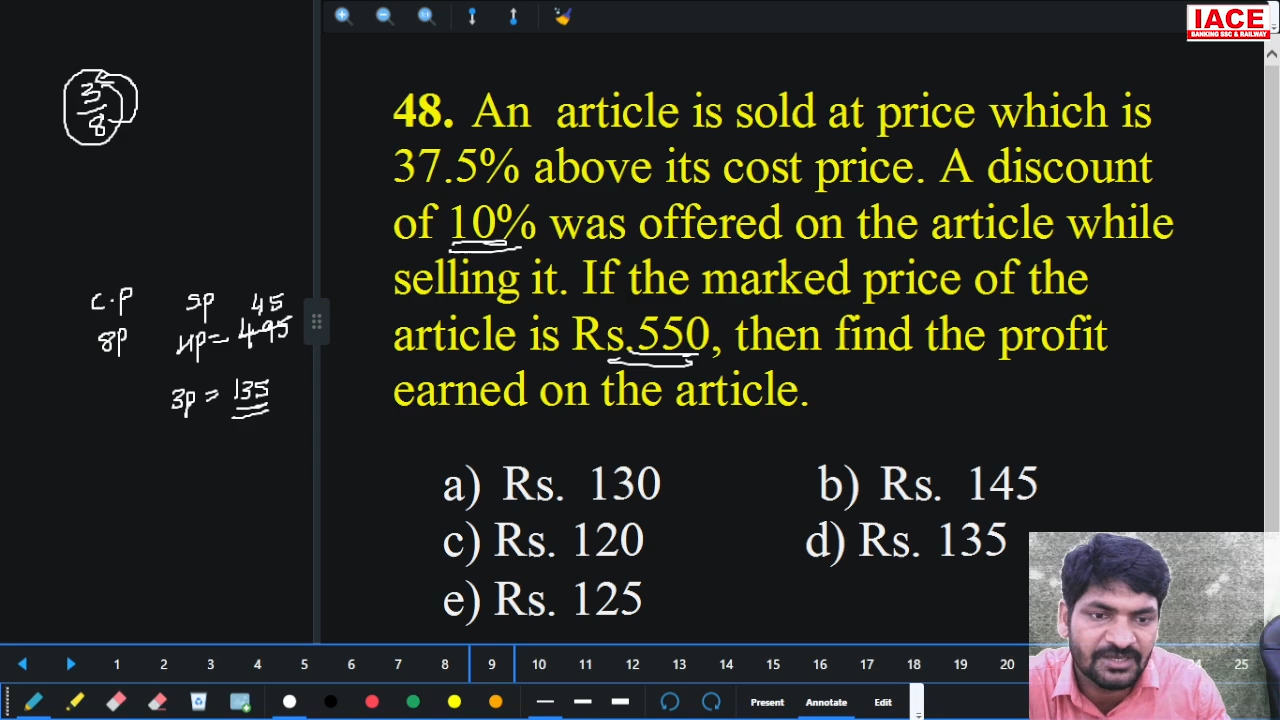 IACE
BANKING SSC & RAILWAY
3
8
48. An article is sold at price which is
37.5% above its cost price. A discount
of 10% was offered on the article while
selling it. If the marked price of the
article is Rs.550, then find the profit
earned on the article.
C.P SP 45
8P 11P= 495
3P = 135
a) Rs. 130 b) Rs. 145
c) Rs. 120 d) Rs. 135
e) Rs. 125
1 2 3 4 5 6 7 8 9 10 11 12 13 14 15 16 17 18 19 20 24 25
Present Annotate Edit